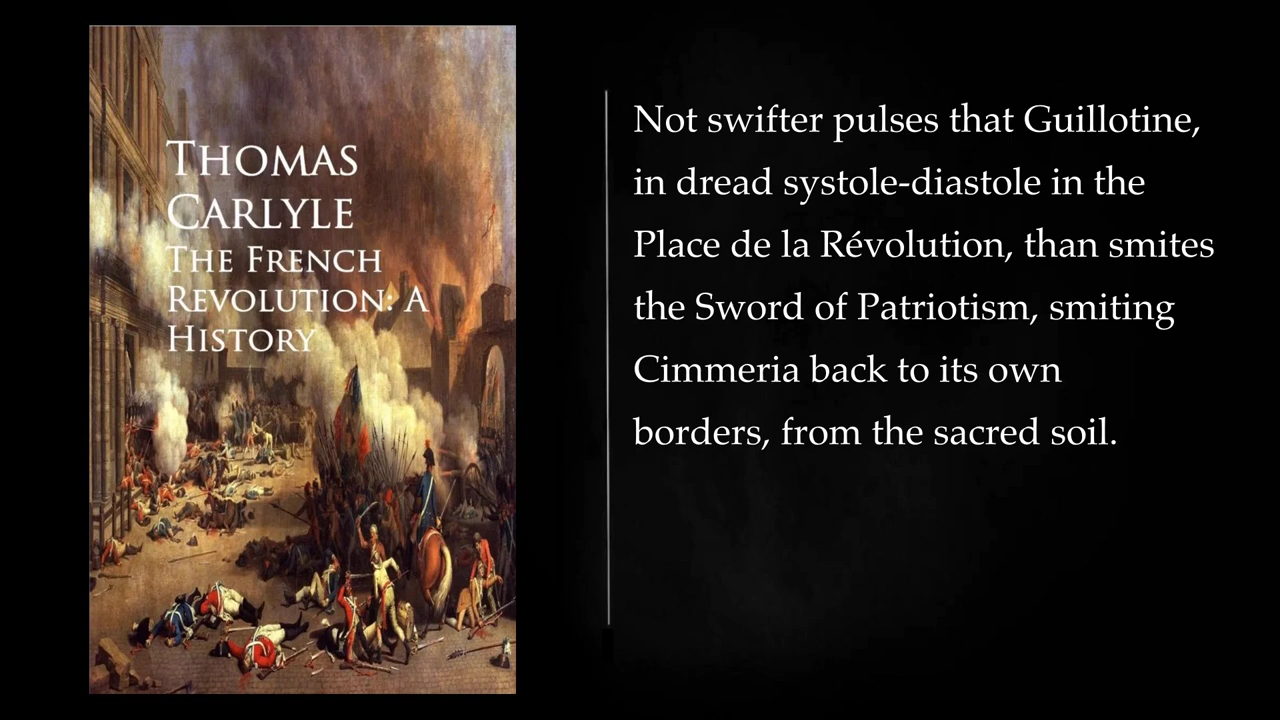 THOMAS
CARLYLE
THE FRENCH
REVOLUTION: A
HISTORY
Not swifter pulses that Guillotine,
in dread systole-diastole in the
Place de la Révolution, than smites
the Sword of Patriotism, smiting
Cimmeria back to its own
borders, from the sacred soil.